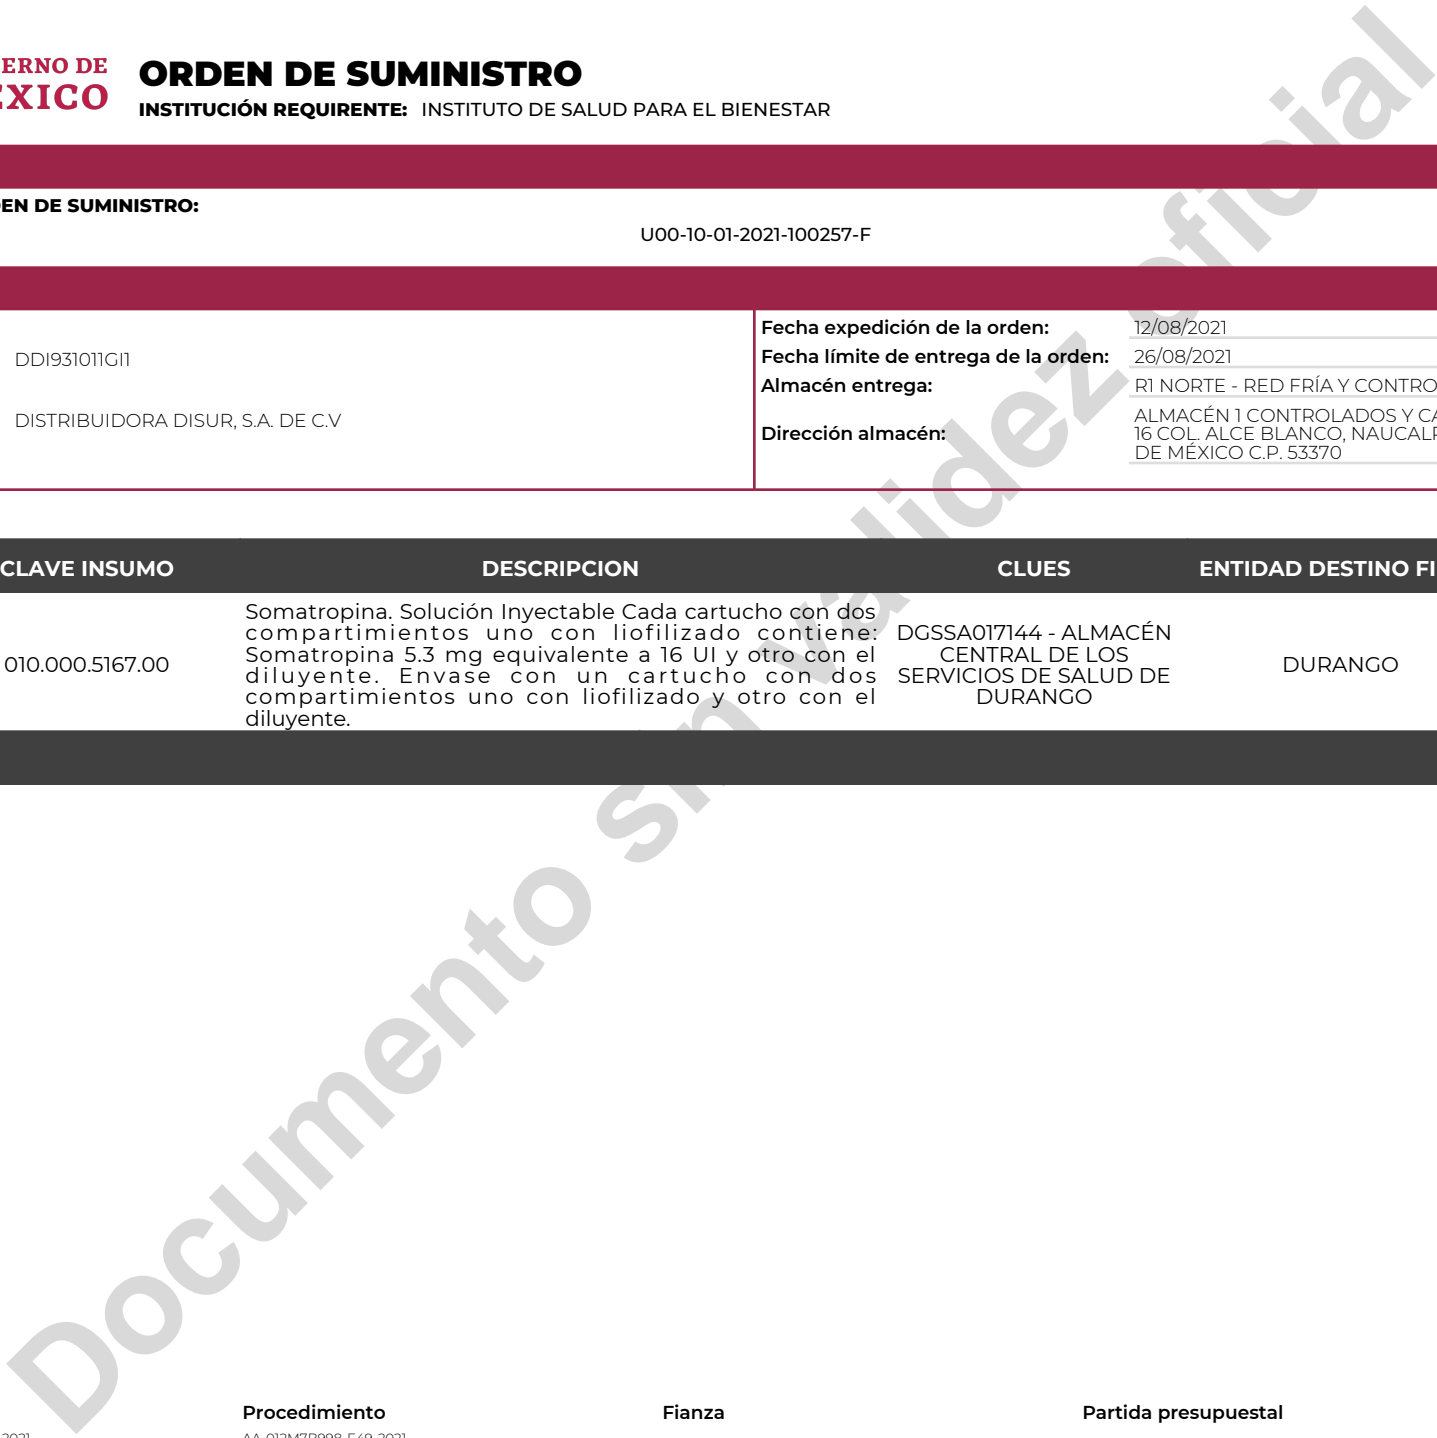 ERNO DE
ÉXICO
ORDEN DE SUMINISTRO
INSTITUCIÓN REQUIRENTE: INSTITUTO DE SALUD PARA EL BIENESTAR
EN DE SUMINISTRO:
U00-10-01-2021-100257-F
DDI931011GI1
DISTRIBUIDORA DISUR, S.A. DE C.V
Fecha expedición de la orden: 12/08/2021
Fecha límite de entrega de la orden: 26/08/2021
Almacén entrega: R1 NORTE - RED FRÍA Y CONTRO
Dirección almacén: ALMACÉN 1 CONTROLADOS Y CA
16 COL. ALCE BLANCO, NAUCALP
DE MÉXICO C.P. 53370
CLAVE INSUMO DESCRIPCION CLUES ENTIDAD DESTINO FI
010.000.5167.00
Somatropina. Solución Inyectable Cada cartucho con dos
compartimientos uno con liofilizado contiene:
Somatropina 5.3 mg equivalente a 16 UI y otro con el
diluyente. Envase con un cartucho con dos
compartimientos uno con liofilizado y otro con el
diluyente.
DGSSA017144 - ALMACÉN
CENTRAL DE LOS
SERVICIOS DE SALUD DE
DURANGO
DURANGO
Documento sin validez oficial
Procedimiento Fianza Partida presupuestal